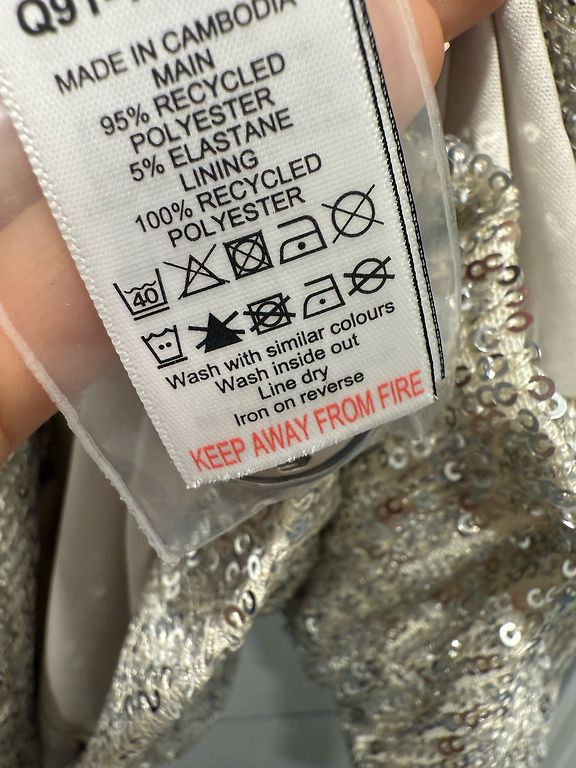 MADE IN CAMBODIA
MAIN
95% RECYCLED
POLYESTER
5% ELASTANE
LINING
100% RECYCLED
POLYESTER
40
Wash with similar colours
Wash inside out
Line dry
Iron on reverse
KEEP AWAY FROM FIRE